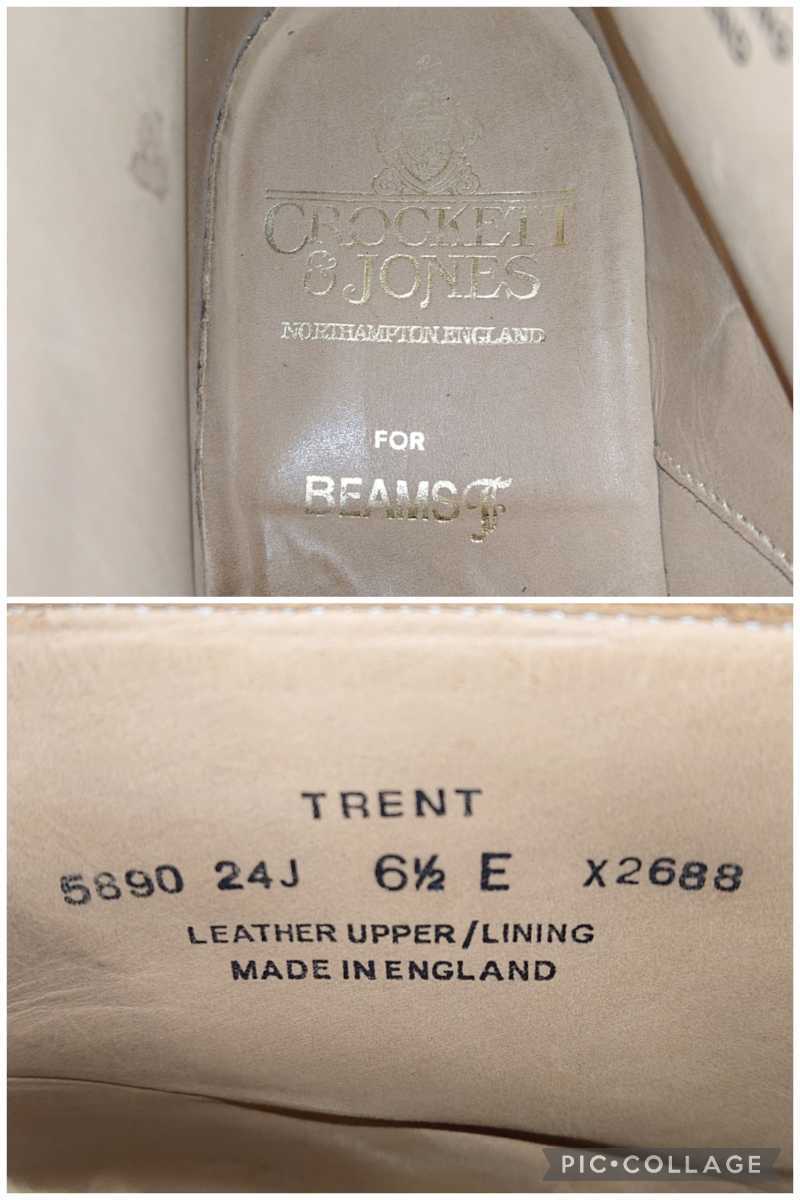 CROCKETT
& JONES
NORTHAMPTON ENGLAND
FOR
BEAMS F
TRENT
5890 24J 6½ E X2688
LEATHER UPPER/LINING
MADE IN ENGLAND
PIC•COLLAGE